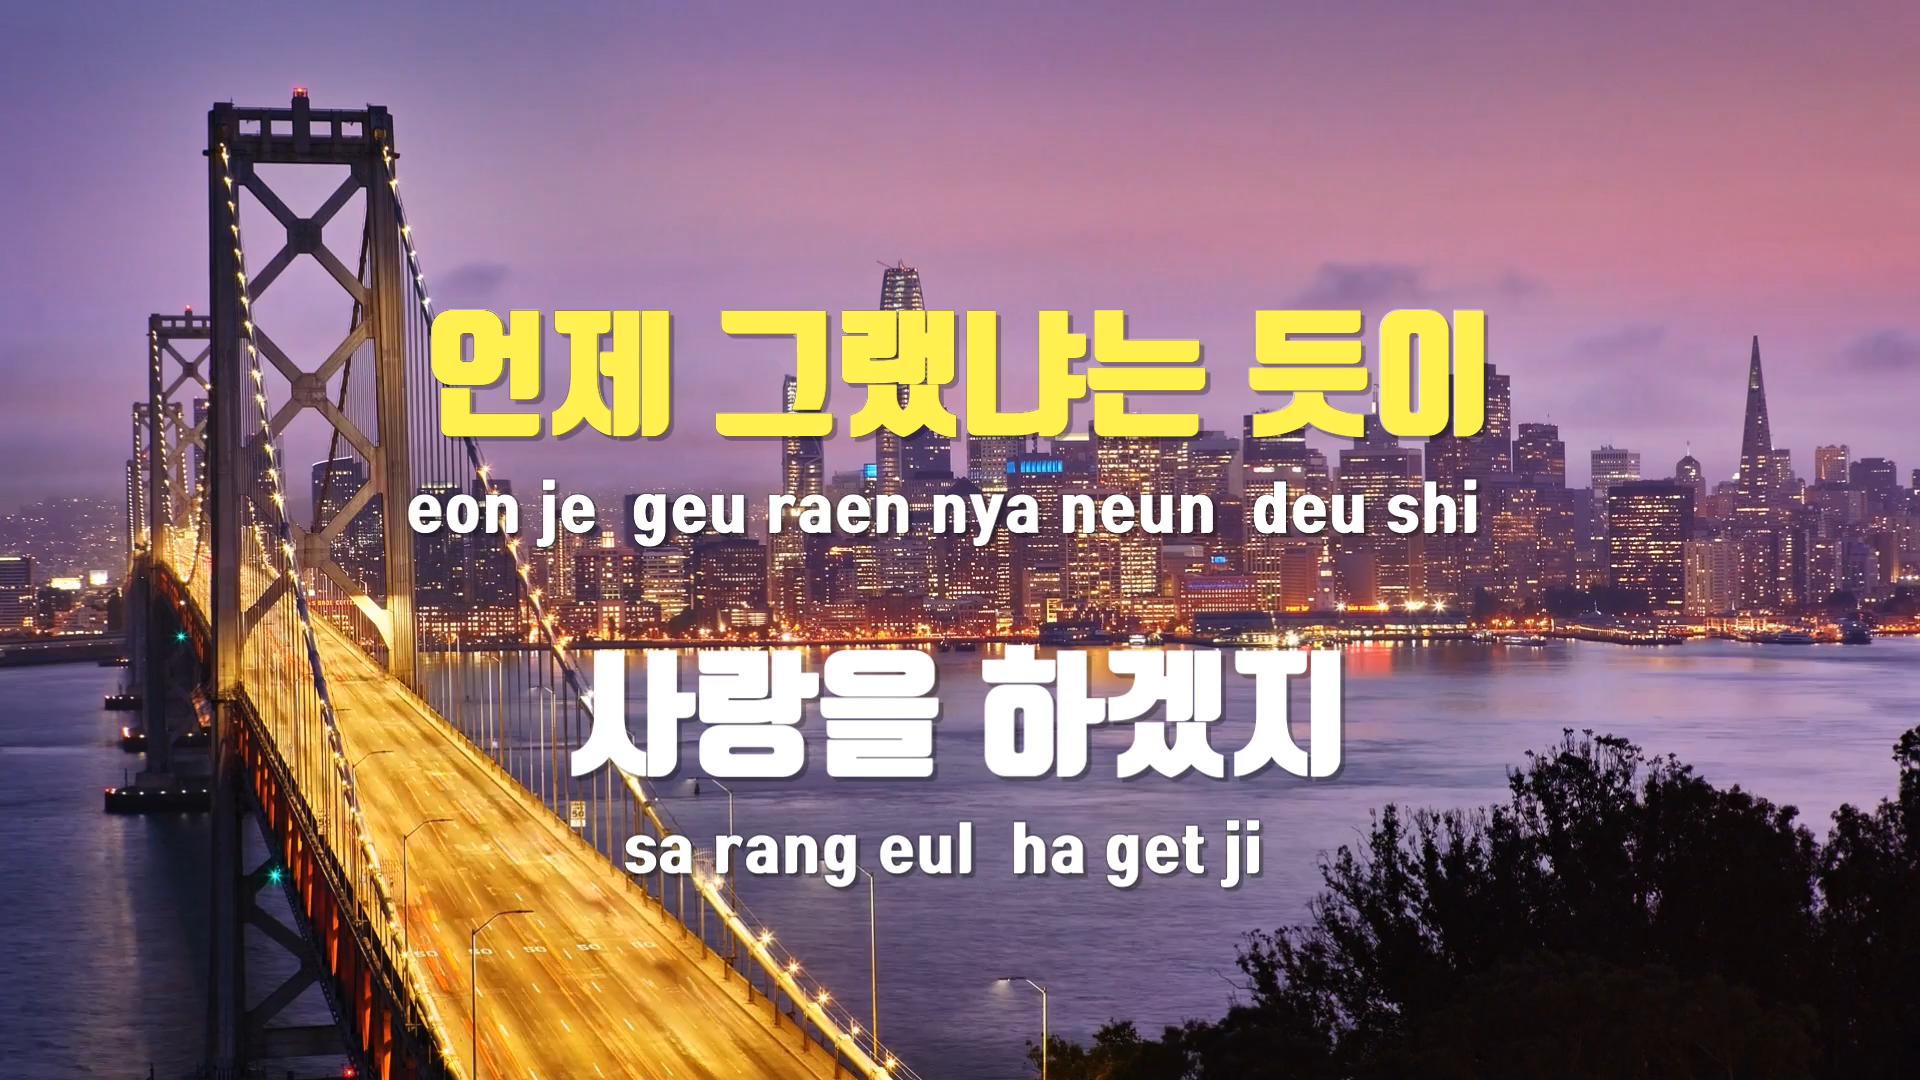 언제 그랬냐는 듯이
eon je geu raen nya neun deu shi
사랑을 하겠지
sa rang eul ha get ji